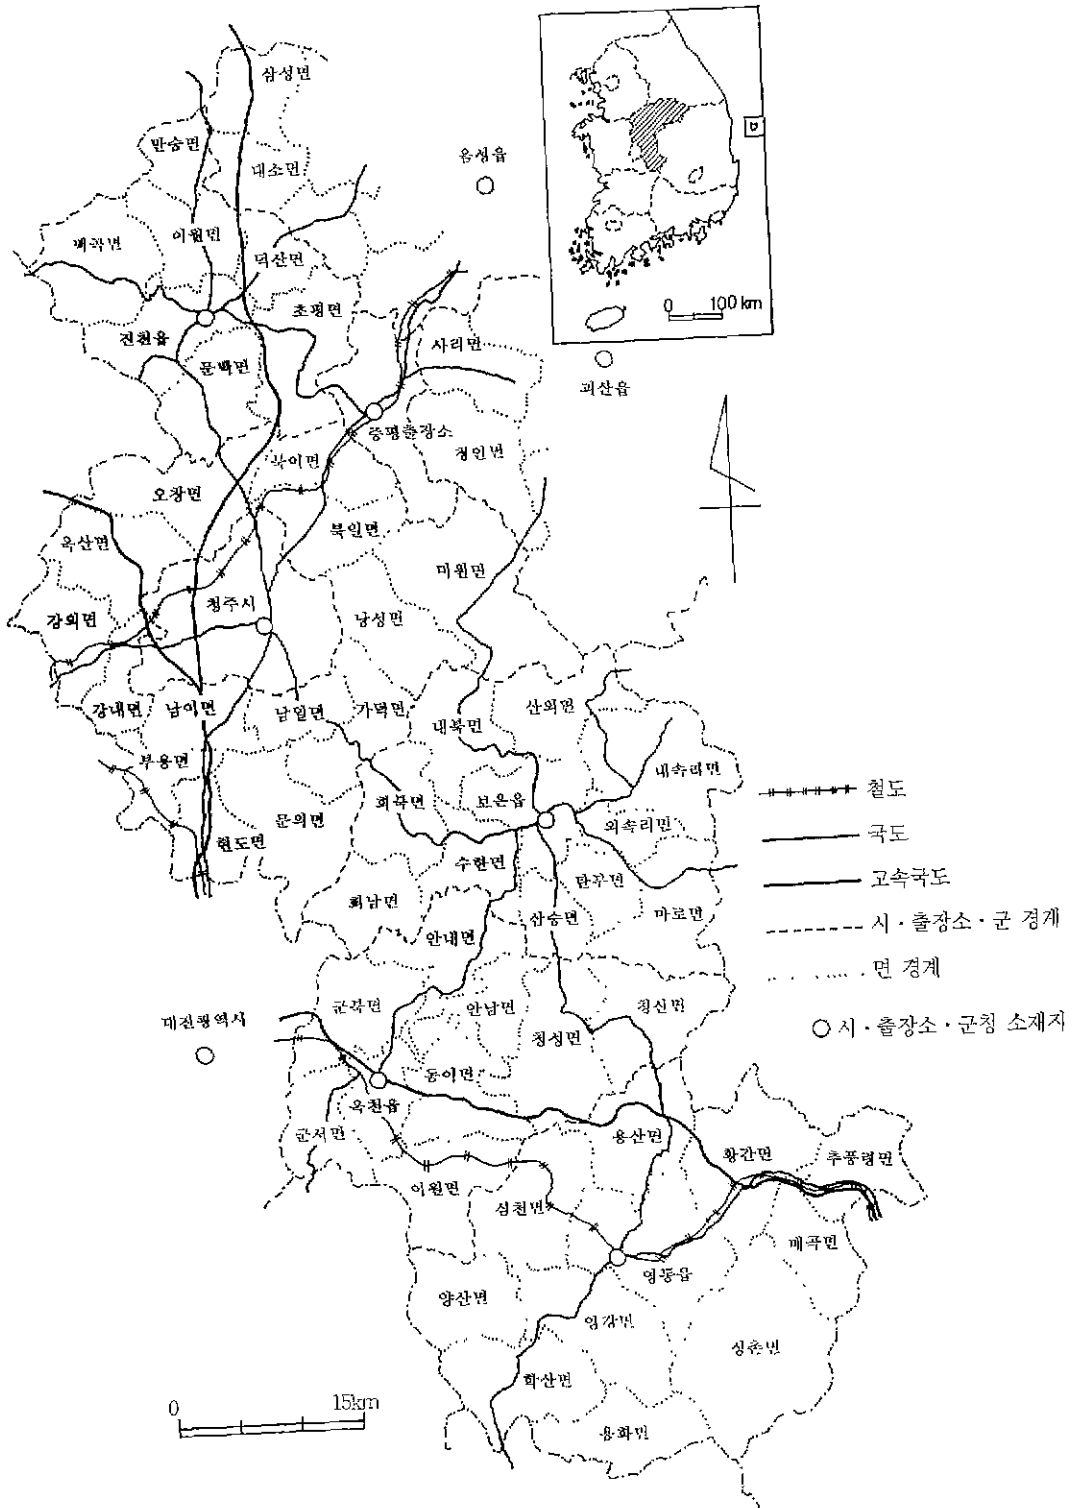 삼성면
만승면
음성읍
대소면
백곡면
이월면
덕산면
초평면
진천읍
문백면
사리면
0 100 km
괴산읍
증평출장소
청안면
북이면
오창면
북일면
옥산면
미원면
청주시
강외면
낭성면
강내면
남이면
남일면
가덕면
내북면
산외면
부용면
내속리면
회북면
보은읍
철도
문의면
외속리면
현도면
국도
수한면
탄부면
고속국도
회남면
삼승면
마로면
안내면
시·출장소·군 경계
면 경계
군북면
안남면
청산면
대전광역시
시·출장소·군청 소재지
청성면
동이면
옥천읍
군서면
용산면
황간면
추풍령면
이원면
심천면
매곡면
영동읍
양산면
상촌면
학산면
0 15km
용화면